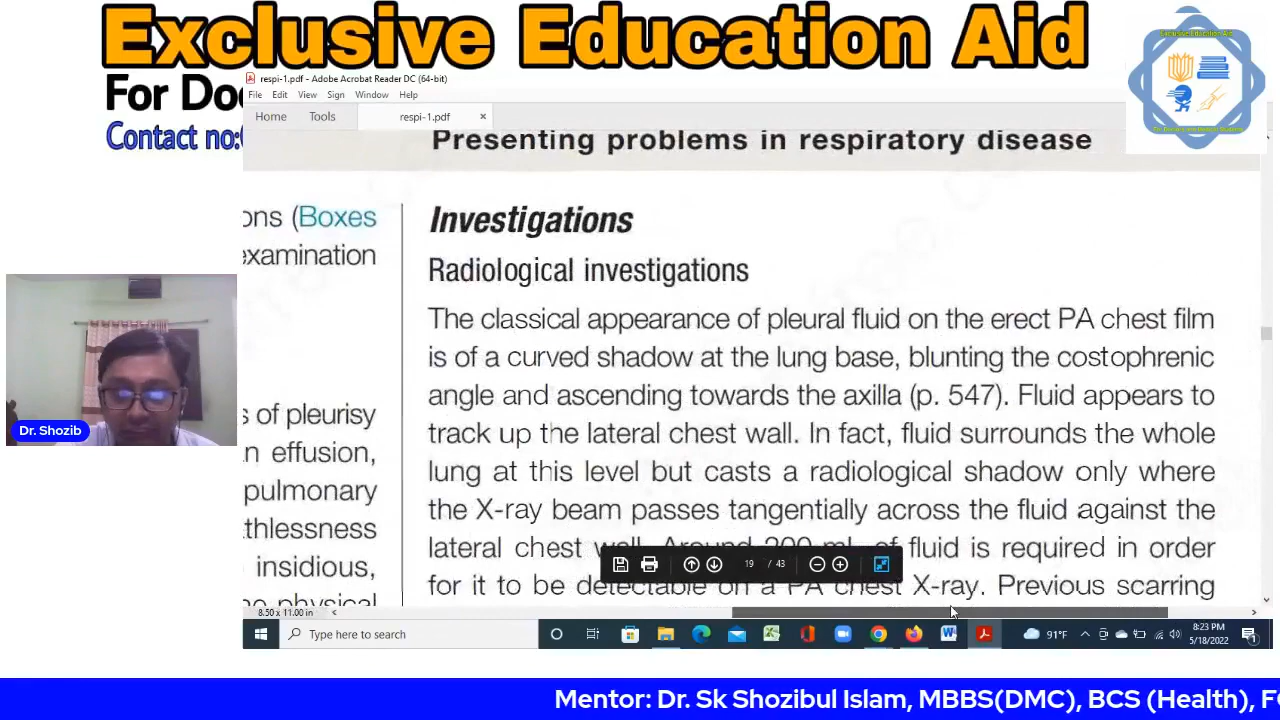 Exclusive Education Aid
For Do
Contact no:
respi-1.pdf - Adobe Acrobat Reader DC (64-bit)
File Edit View Sign Window Help
Home Tools respi-1.pdf ×
Presenting problems in respiratory disease
ons (Boxes
examination
s of pleurisy
n effusion,
pulmonary
thlessness
insidious,
Investigations
Radiological investigations
The classical appearance of pleural fluid on the erect PA chest film
is of a curved shadow at the lung base, blunting the costophrenic
angle and ascending towards the axilla (p. 547). Fluid appears to
track up the lateral chest wall. In fact, fluid surrounds the whole
lung at this level but casts a radiological shadow only where
the X-ray beam passes tangentially across the fluid against the
lateral chest wall. Around 200 mL of fluid is required in order
for it to be detectable on a PA chest X-ray. Previous scarring
19 / 43
8.50 x 11.00 in
Dr. Shozib
Type here to search
91°F
8:23 PM
5/18/2022
Mentor: Dr. Sk Shozibul Islam, MBBS(DMC), BCS (Health), F